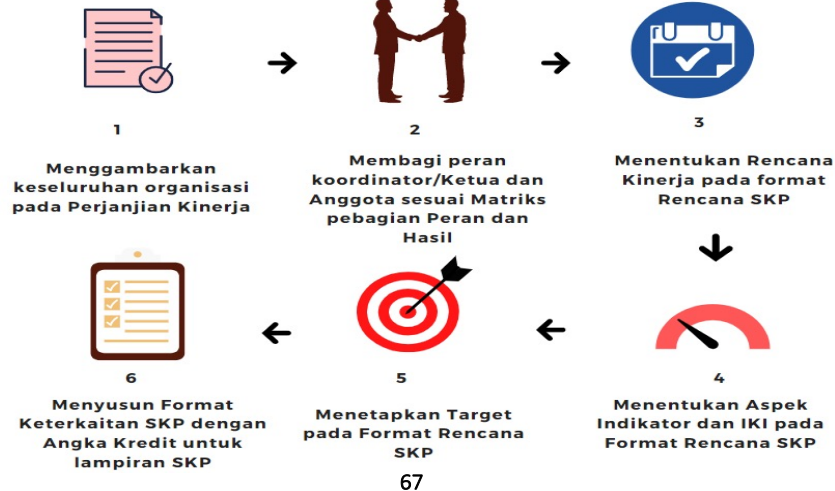 1
Menggambarkan
keseluruhan organisasi
pada Perjanjian Kinerja
2
Membagi peran
koordinator/Ketua dan
Anggota sesuai Matriks
pebagian Peran dan
Hasil
3
Menentukan Rencana
Kinerja pada format
Rencana SKP
4
Menentukan Aspek
Indikator dan IKI pada
Format Rencana SKP
5
Menetapkan Target
pada Format Rencana
SKP
6
Menyusun Format
Keterkaitan SKP dengan
Angka Kredit untuk
lampiran SKP
67